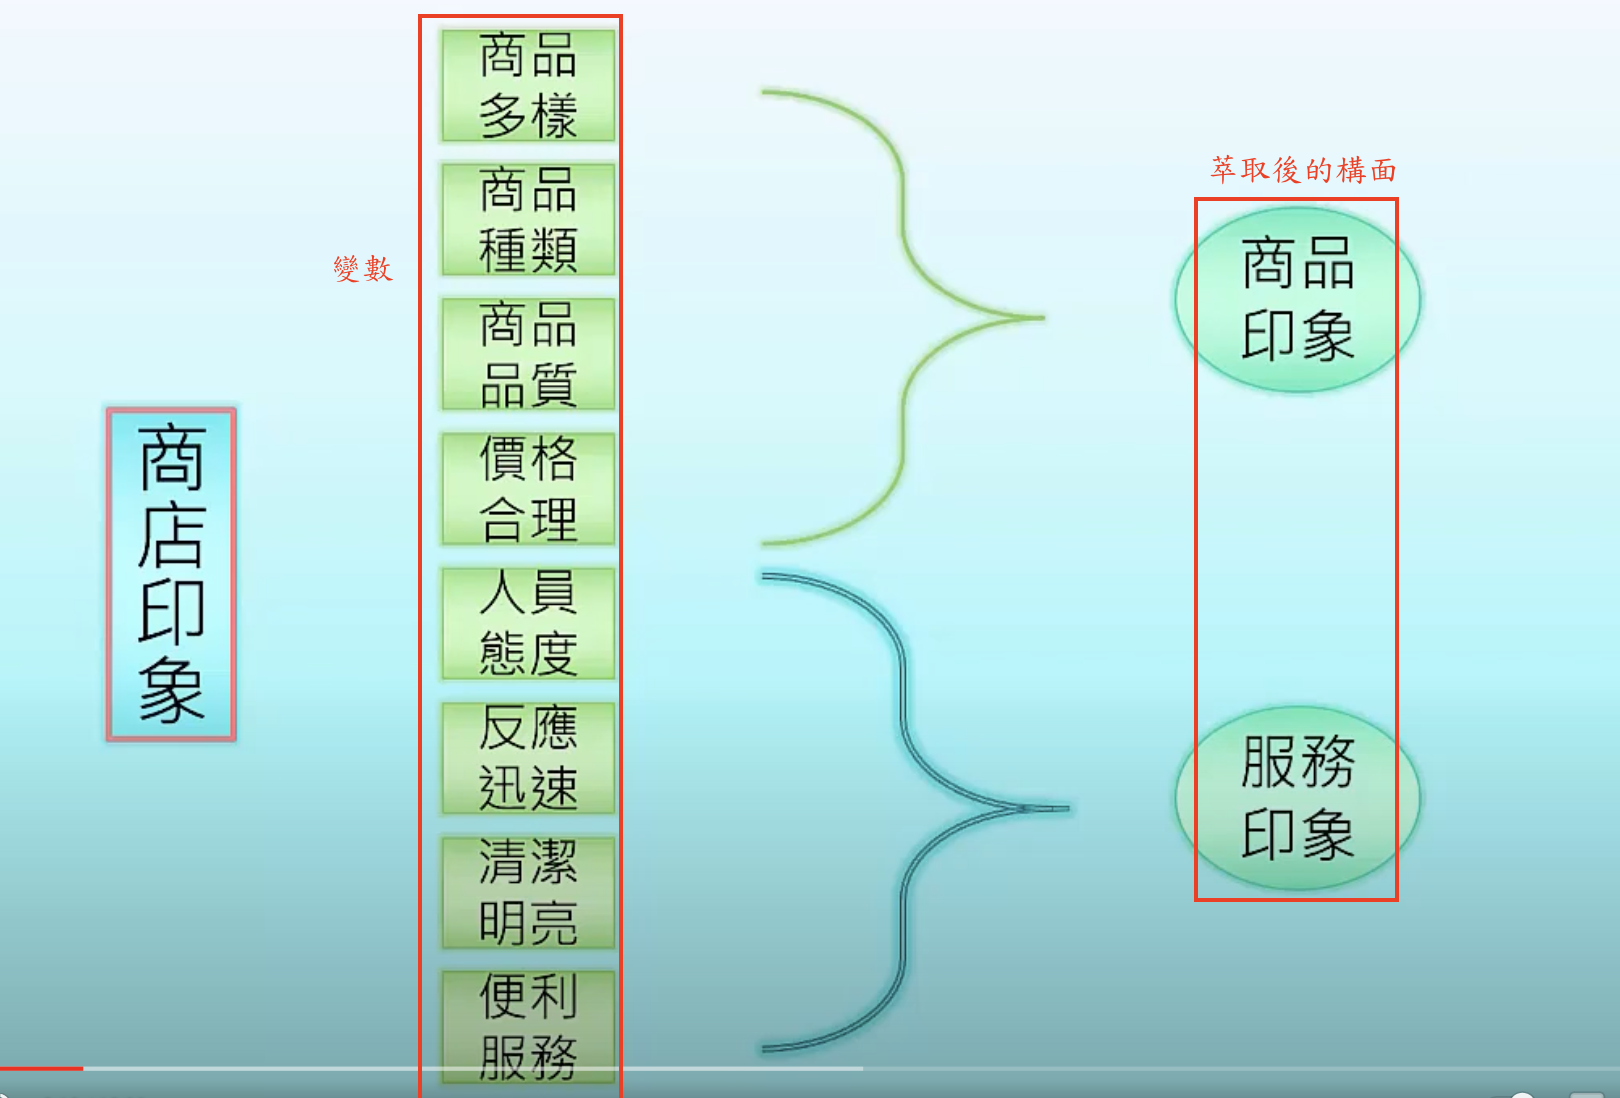 商品
多樣
商品
種類
商品
品質
價格
合理
人員
態度
反應
迅速
清潔
明亮
便利
服務
變數
商
店
印
象
萃取後的構面
商品
印象
服務
印象